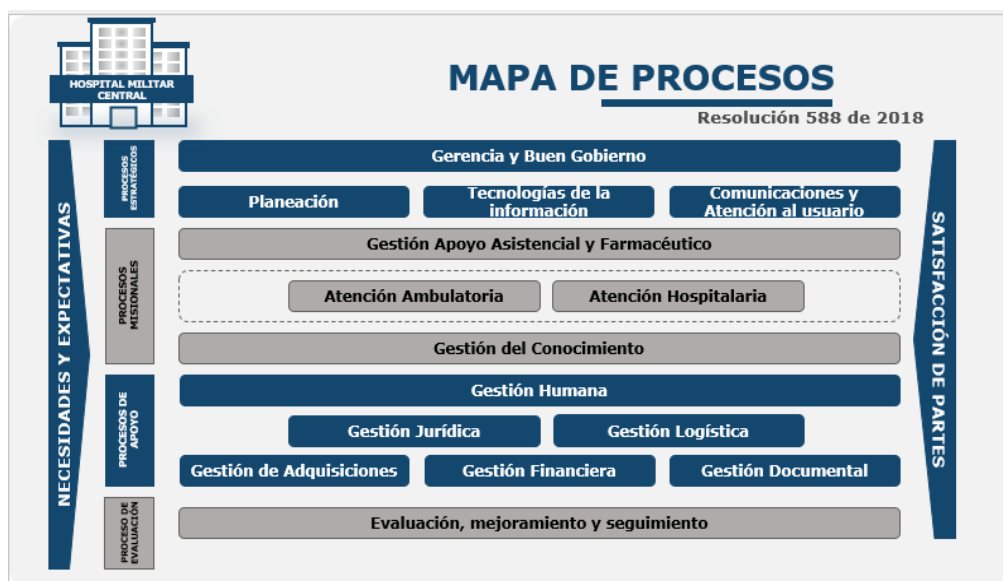 HOSPITAL MILITAR
CENTRAL
MAPA DE PROCESOS
Resolución 588 de 2018
NECESIDADES Y EXPECTATIVAS
PROCESOS
ESTRATÉGICOS
Gerencia y Buen Gobierno
Planeación
Tecnologías de la
información
Comunicaciones y
Atención al usuario
PROCESOS
MISIONALES
Gestión Apoyo Asistencial y Farmacéutico
Atención Ambulatoria
Atención Hospitalaria
Gestión del Conocimiento
PROCESOS DE
APOYO
Gestión Humana
Gestión Jurídica
Gestión Logística
Gestión de Adquisiciones
Gestión Financiera
Gestión Documental
PROCESO DE
EVALUACIÓN
Evaluación, mejoramiento y seguimiento
SATISFACCIÓN DE PARTES